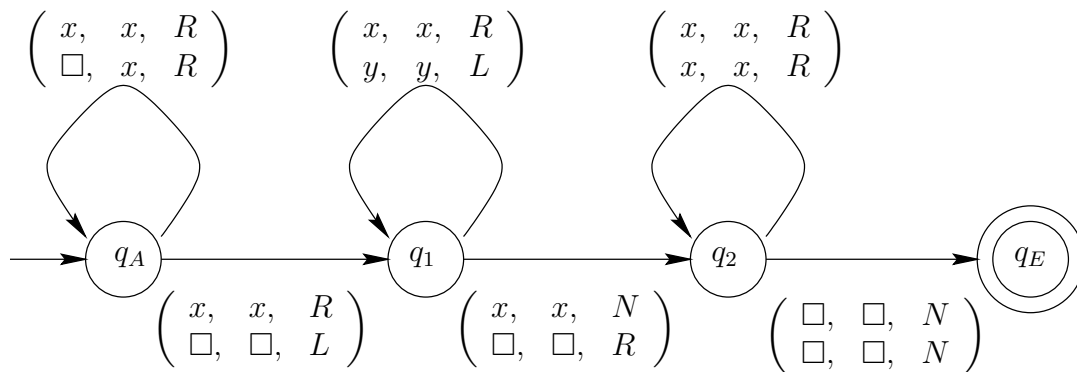 x, x, R
□, x, R
x, x, R
y, y, L
x, x, R
x, x, R
q_A
q_1
q_2
q_E
x, x, R
□, □, L
x, x, N
□, □, R
□, □, N
□, □, N